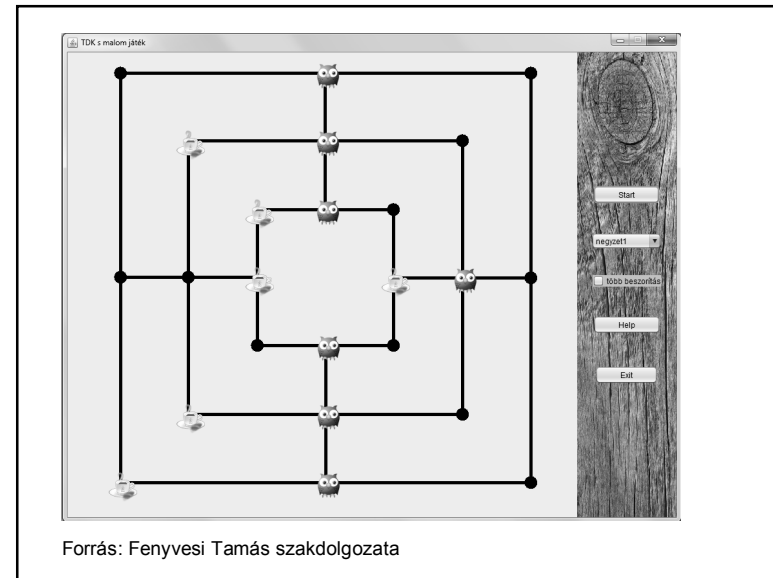 TDK s malom játék
Start
negyzet1
több beszorítás
Help
Exit
Forrás: Fenyvesi Tamás szakdolgozata